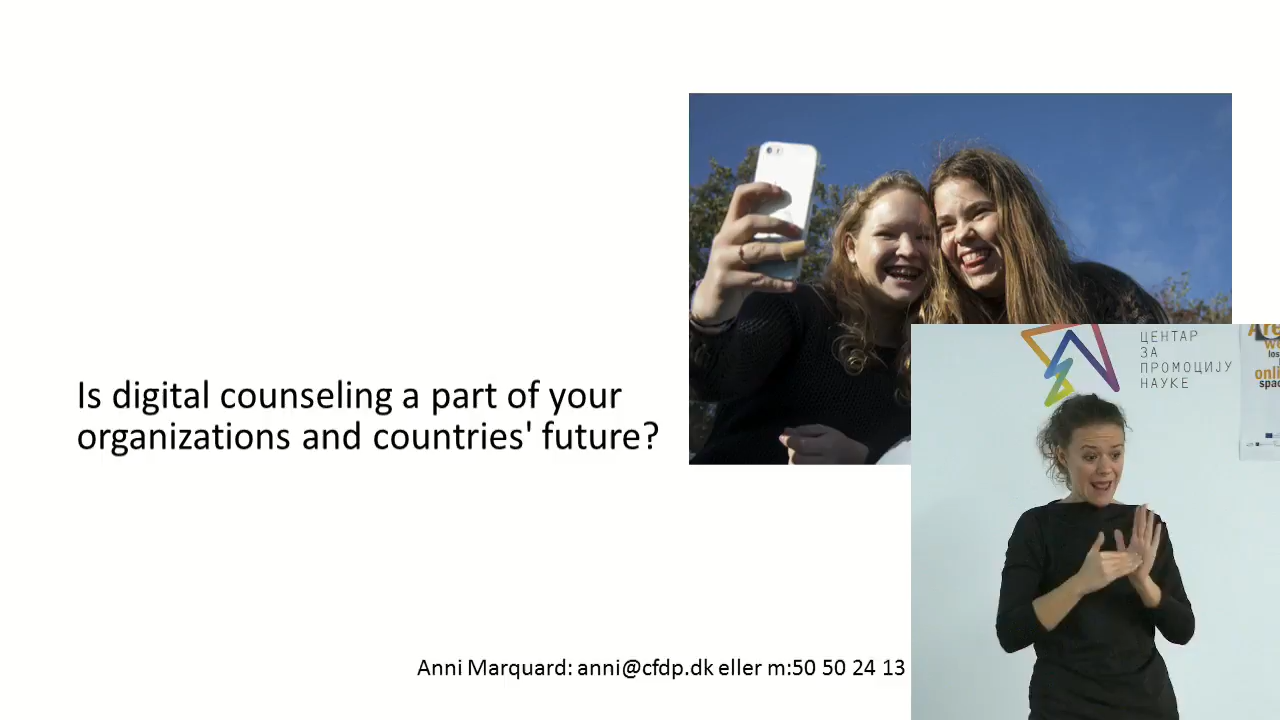 Is digital counseling a part of your
organizations and countries' future?
Anni Marquard: anni@cfdp.dk eller m:50 50 24 13
ЦЕНТАР
ЗА
ПРОМОЦИЈУ
НАУКЕ
Are